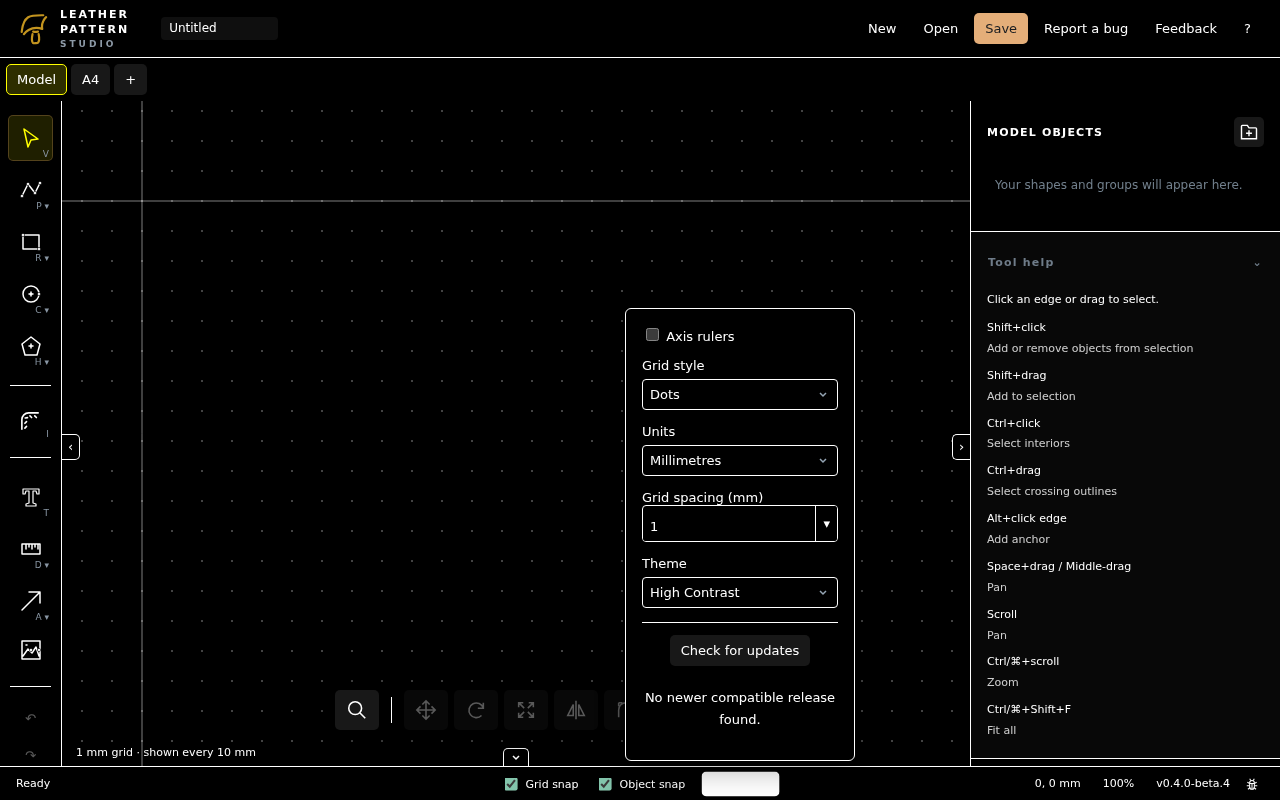 LEATHER
PATTERN
STUDIO
Untitled
New
Open
Save
Report a bug
Feedback
?
Model
A4
+
V
P
R
C
H
I
T
D
A
MODEL OBJECTS
Your shapes and groups will appear here.
Tool help
Click an edge or drag to select.
Shift+click
Add or remove objects from selection
Shift+drag
Add to selection
Ctrl+click
Select interiors
Ctrl+drag
Select crossing outlines
Alt+click edge
Add anchor
Space+drag / Middle-drag
Pan
Scroll
Pan
Ctrl/⌘+scroll
Zoom
Ctrl/⌘+Shift+F
Fit all
Axis rulers
Grid style
Dots
Units
Millimetres
Grid spacing (mm)
1
Theme
High Contrast
Check for updates
No newer compatible release
found.
1 mm grid · shown every 10 mm
Ready
Grid snap
Object snap
0, 0 mm
100%
v0.4.0-beta.4